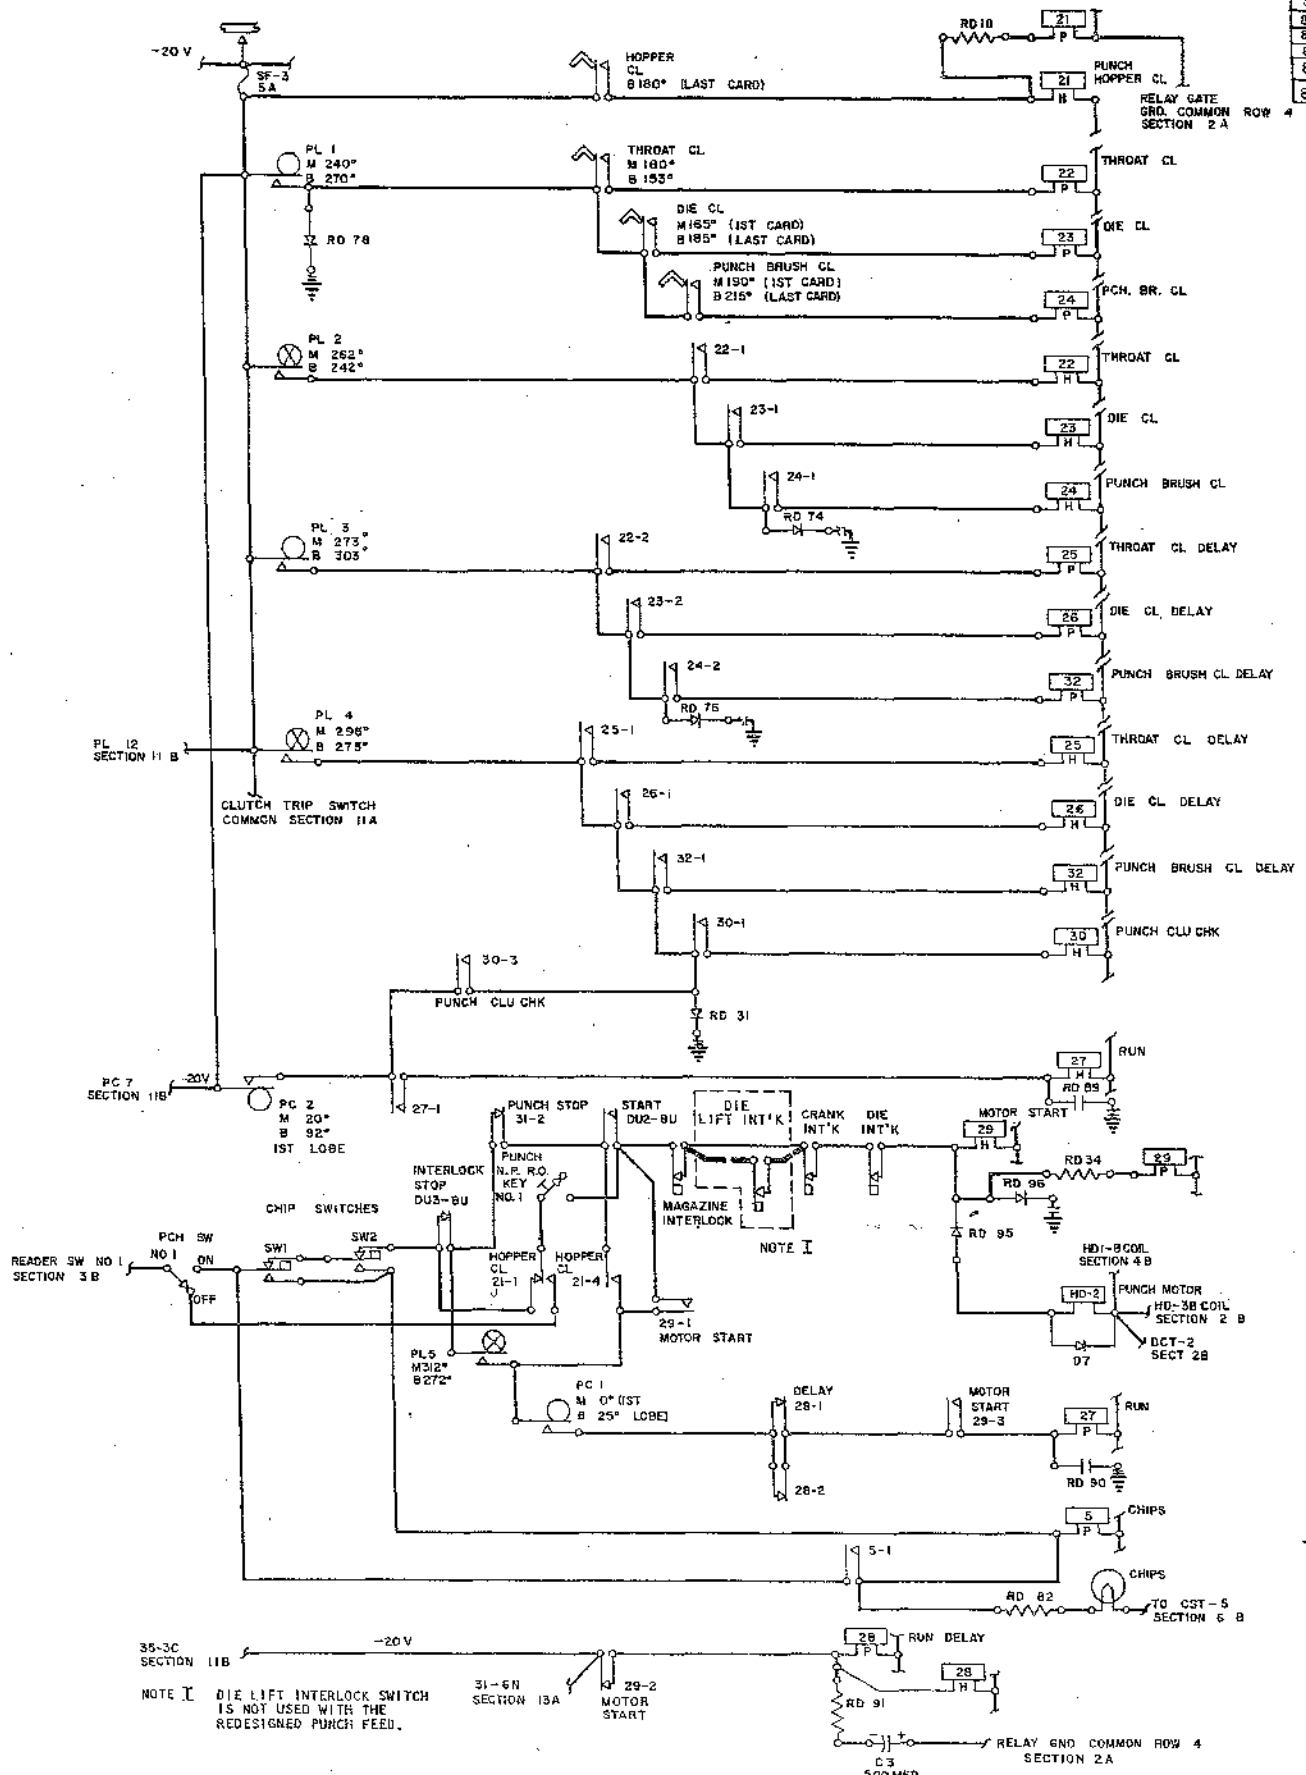 -20 V
SF-3
5A
HOPPER
CL
B 180° (LAST CARD)
RD10
21
P
PUNCH
HOPPER CL
21
H
RELAY GATE
GRD. COMMON ROW 4
SECTION 2 A
PL 1
M 240°
B 270°
RD 78
THROAT CL
M 180°
B 153°
22
P
THROAT CL
DIE CL
M 165° (1ST CARD)
B 185° (LAST CARD)
23
P
DIE CL
PUNCH BRUSH CL
M 190° (1ST CARD)
B 215° (LAST CARD)
24
P
PCH. BR. CL
PL 2
M 262°
B 242°
22-1
22
H
THROAT CL
23-1
23
H
DIE CL
24-1
RD 74
24
H
PUNCH BRUSH CL
PL 3
M 273°
B 303°
22-2
25
P
THROAT CL DELAY
23-2
26
P
DIE CL DELAY
24-2
RD 75
32
P
PUNCH BRUSH CL DELAY
PL 12
SECTION 11 B
PL 4
M 296°
B 275°
25-1
25
H
THROAT CL DELAY
CLUTCH TRIP SWITCH
COMMON SECTION 11A
26-1
26
H
DIE CL DELAY
32-1
32
H
PUNCH BRUSH CL DELAY
30-1
30
H
PUNCH CLU CHK
30-3
PUNCH CLU CHK
RD 31
PC 7
SECTION 11B
-20V
PC 2
M 20°
B 92°
1ST LOBE
27-1
27
H
RUN
RD 89
PUNCH STOP
31-2
START
DU2-BU
DIE
LIFT INT'K
CRANK
INT'K
DIE
INT'K
MOTOR START
29
H
RD 34
29
P
RD 96
INTERLOCK
STOP
DU3-BU
PUNCH
N.P. R.O.
KEY
NO. 1
MAGAZINE
INTERLOCK
NOTE I
RD 95
CHIP SWITCHES
PCH SW
NO 1
ON
OFF
SW1
SW2
READER SW NO 1
SECTION 3 B
HOPPER
CL
21-1
HOPPER
CL
21-4
29-1
MOTOR START
HD1-B COIL
SECTION 4 B
PUNCH MOTOR
HD-2
HD-3B COIL
SECTION 2 B
DCT-2
SECT 2B
D7
PL5
M312°
B272°
PC 1
M 0° (1ST
B 25° LOBE)
DELAY
28-1
28-2
MOTOR
START
29-3
27
P
RUN
RD 90
5
P
CHIPS
5-1
RD 82
CHIPS
TO CST-5
SECTION 6 B
35-3C
SECTION 11B
-20 V
31-6N
SECTION 13A
29-2
MOTOR
START
28
P
RUN DELAY
28
H
RD 91
C3
500 MFD
RELAY GND COMMON ROW 4
SECTION 2A
NOTE I DIE LIFT INTERLOCK SWITCH
IS NOT USED WITH THE
REDESIGNED PUNCH FEED.